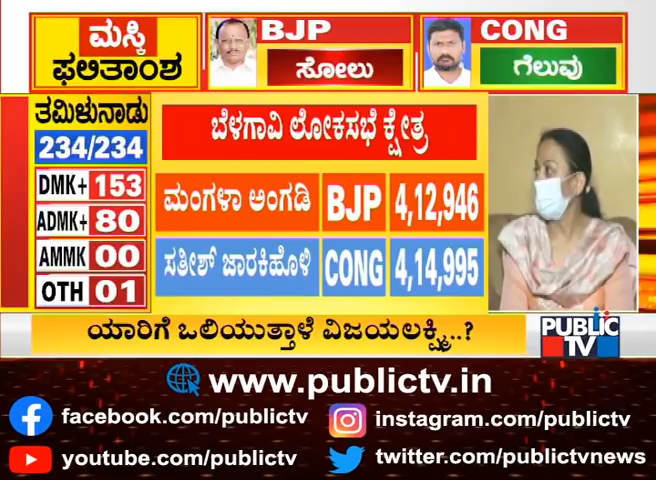 ಮಸ್ಕಿ
ಫಲಿತಾಂಶ
BJP
ಸೋಲು
CONG
ಗೆಲುವು
ತಮಿಳುನಾಡು
234/234
DMK+ 153
ADMK+ 80
AMMK 00
OTH 01
ಬೆಳಗಾವಿ ಲೋಕಸಭೆ ಕ್ಷೇತ್ರ
ಮಂಗಳಾ ಅಂಗಡಿ BJP 4,12,946
ಸತೀಶ್ ಜಾರಕಿಹೊಳಿ CONG 4,14,995
ಯಾರಿಗೆ ಒಲಿಯುತ್ತಾಳೆ ವಿಜಯಲಕ್ಷ್ಮಿ..?
PUBLIC
TV
www.publictv.in
facebook.com/publictv
instagram.com/publictv
youtube.com/publictv
twitter.com/publictvnews